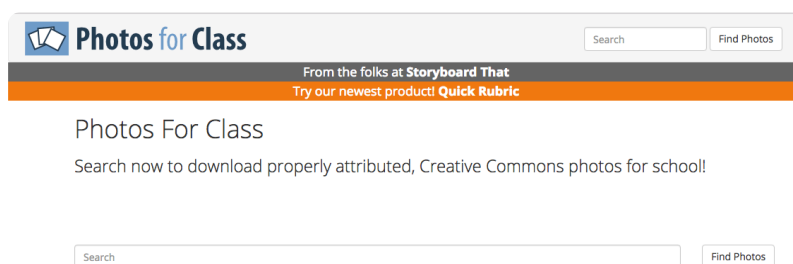 Photos for Class
Search
Find Photos
From the folks at Storyboard That
Try our newest product! Quick Rubric
Photos For Class
Search now to download properly attributed, Creative Commons photos for school!
Search
Find Photos